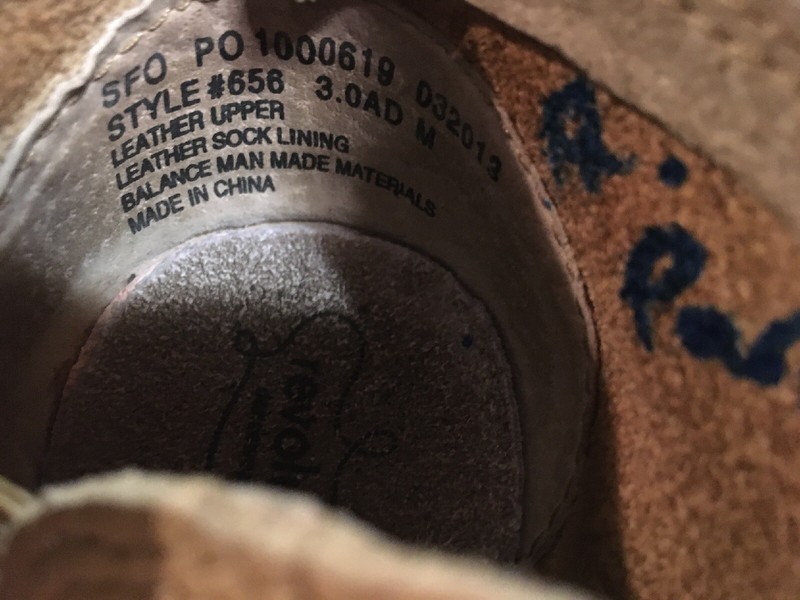 SFO PO 1000619 D32013
STYLE #656 3.0AD M
LEATHER UPPER
LEATHER SOCK LINING
BALANCE MAN MADE MATERIALS
MADE IN CHINA
R.